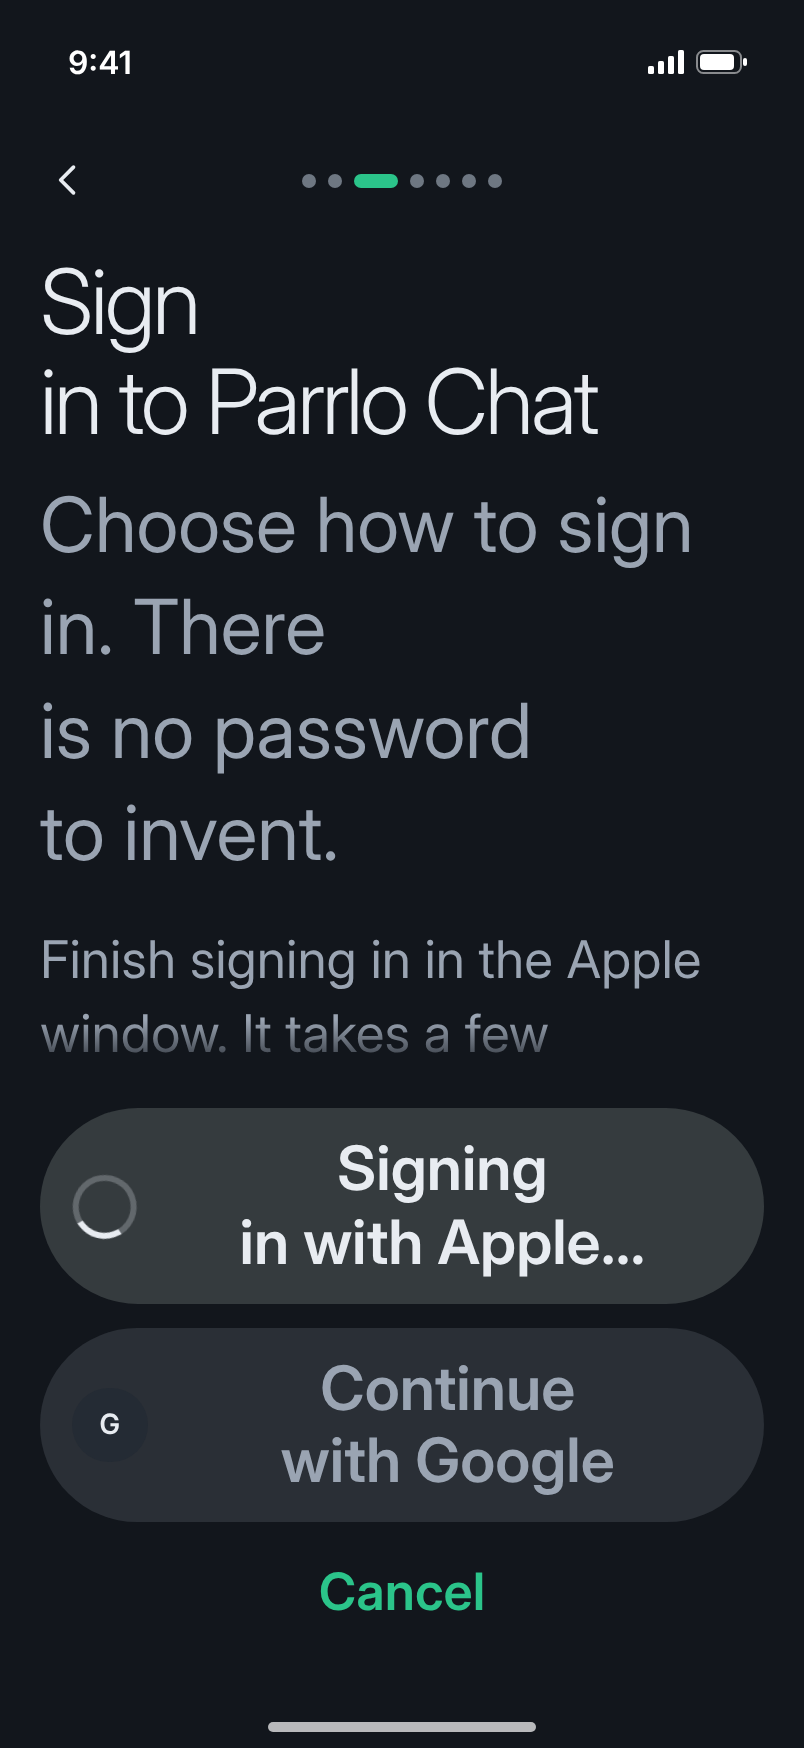 9:41
Sign
in to Parrlo Chat
Choose how to sign
in. There
is no password
to invent.
Finish signing in in the Apple
window. It takes a few
Signing
in with Apple…
G
Continue
with Google
Cancel